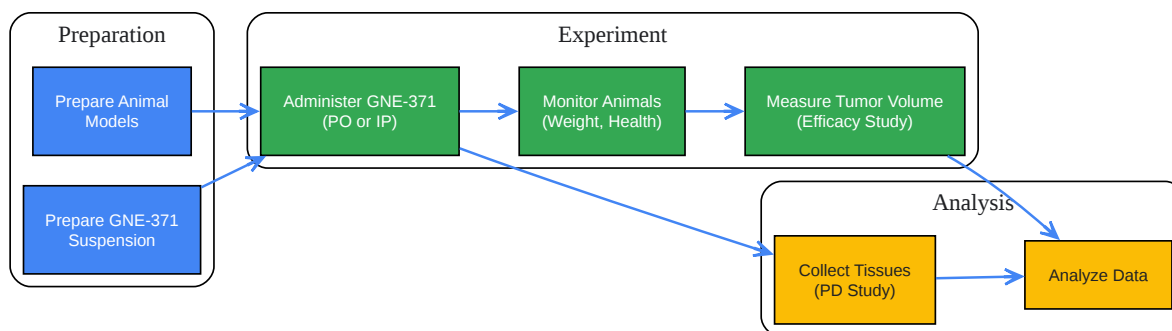 Preparation
Prepare Animal
Models
Prepare GNE-371
Suspension
Experiment
Administer GNE-371
(PO or IP)
Monitor Animals
(Weight, Health)
Measure Tumor Volume
(Efficacy Study)
Analysis
Collect Tissues
(PD Study)
Analyze Data